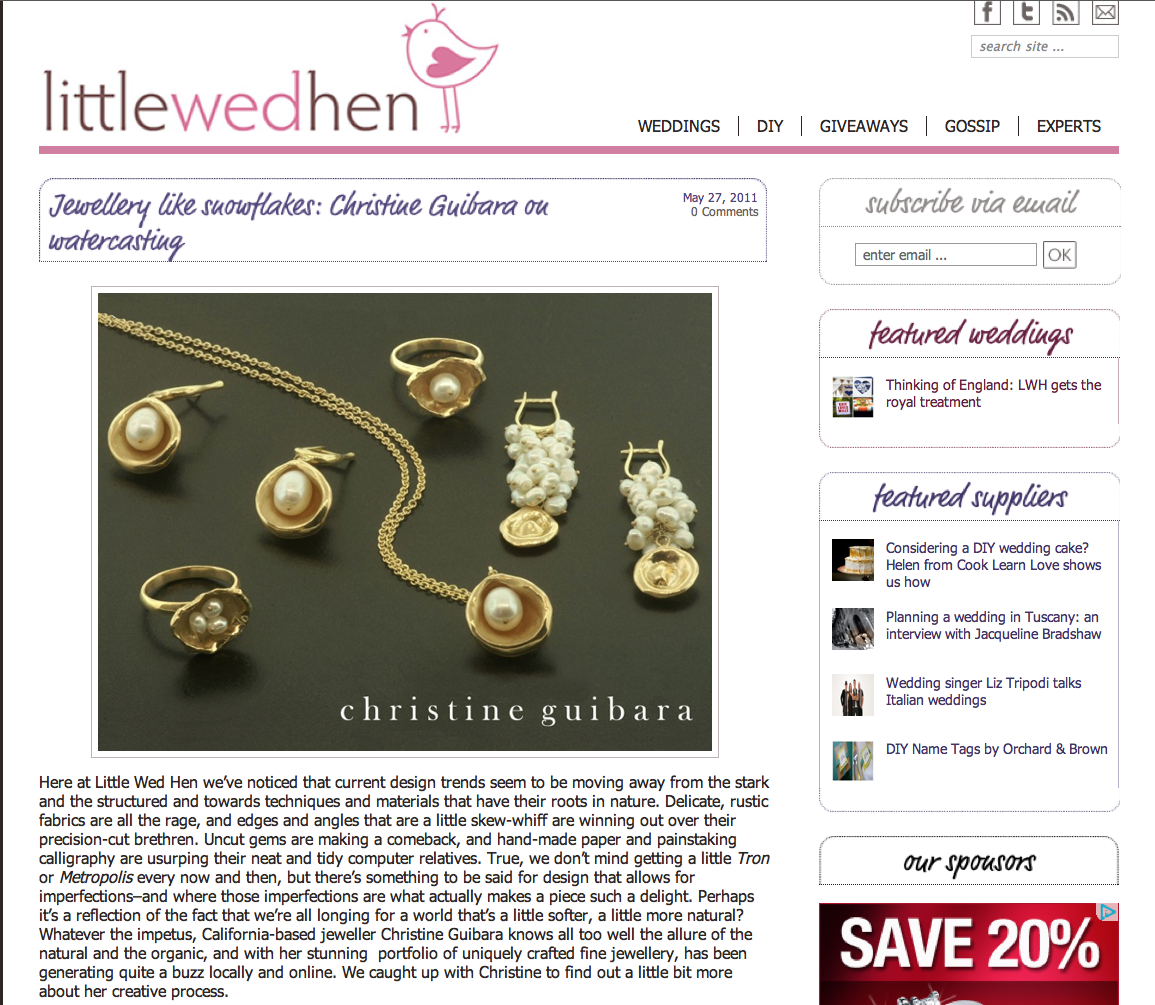 littlewedhen
search site ...
WEDDINGS
DIY
GIVEAWAYS
GOSSIP
EXPERTS
Jewellery like snowflakes: Christine Guibara on
watercasting
May 27, 2011
0 Comments
christine guibara
Here at Little Wed Hen we've noticed that current design trends seem to be moving away from the stark
and the structured and towards techniques and materials that have their roots in nature. Delicate, rustic
fabrics are all the rage, and edges and angles that are a little skew-whiff are winning out over their
precision-cut brethren. Uncut gems are making a comeback, and hand-made paper and painstaking
calligraphy are usurping their neat and tidy computer relatives. True, we don't mind getting a little Tron
or Metropolis every now and then, but there's something to be said for design that allows for
imperfections–and where those imperfections are what actually makes a piece such a delight. Perhaps
it's a reflection of the fact that we're all longing for a world that's a little softer, a little more natural?
Whatever the impetus, California-based jeweller Christine Guibara knows all too well the allure of the
natural and the organic, and with her stunning  portfolio of uniquely crafted fine jewellery, has been
generating quite a buzz locally and online. We caught up with Christine to find out a little bit more
about her creative process.
subscribe via email
enter email ...
OK
featured weddings
Thinking of England: LWH gets the
royal treatment
featured suppliers
Considering a DIY wedding cake?
Helen from Cook Learn Love shows
us how
Planning a wedding in Tuscany: an
interview with Jacqueline Bradshaw
Wedding singer Liz Tripodi talks
Italian weddings
DIY Name Tags by Orchard & Brown
our sponsors
SAVE 20%